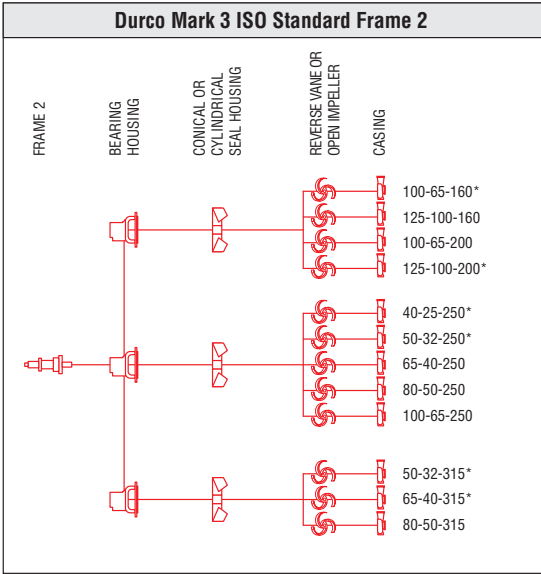 Durco Mark 3 ISO Standard Frame 2
FRAME 2
BEARING
HOUSING
CONICAL OR
CYLINDRICAL
SEAL HOUSING
REVERSE VANE OR
OPEN IMPELLER
CASING
100-65-160*
125-100-160
100-65-200
125-100-200*
40-25-250*
50-32-250*
65-40-250
80-50-250
100-65-250
50-32-315*
65-40-315*
80-50-315